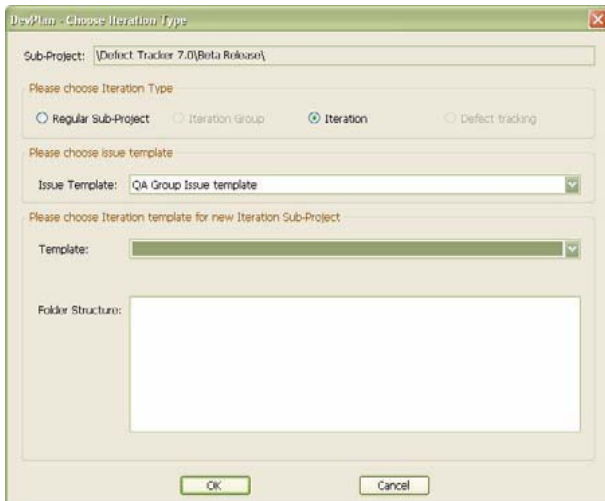 DevPlan - Choose Iteration Type
Sub-Project: \Defect Tracker 7.0\Beta Release\
Please choose Iteration Type
Regular Sub-Project Iteration Group Iteration Defect tracking
Please choose issue template
Issue Template: QA Group Issue template
Please choose Iteration template for new Iteration Sub-Project
Template:
Folder Structure:
OK Cancel